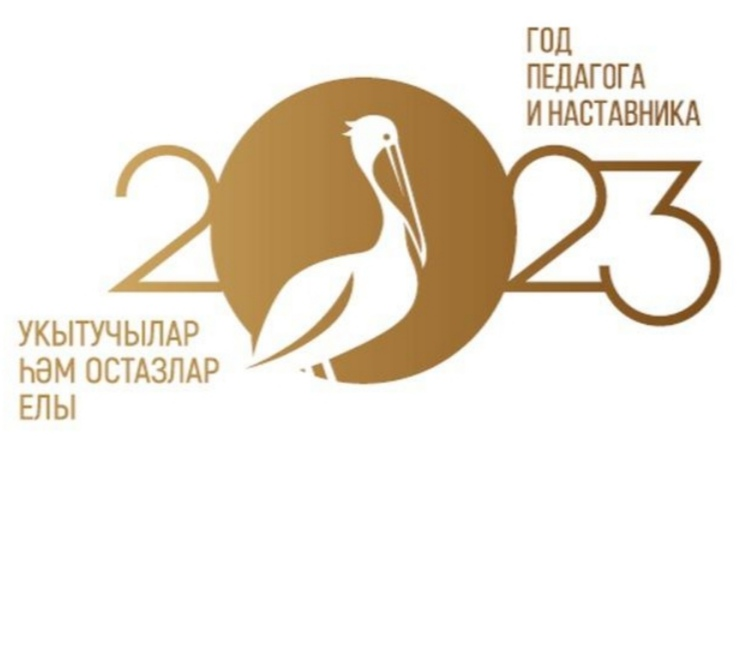 ГОД
ПЕДАГОГА
И НАСТАВНИКА
2023
УКЫТУЧЫЛАР
ҺӘМ ОСТАЗЛАР
ЕЛЫ